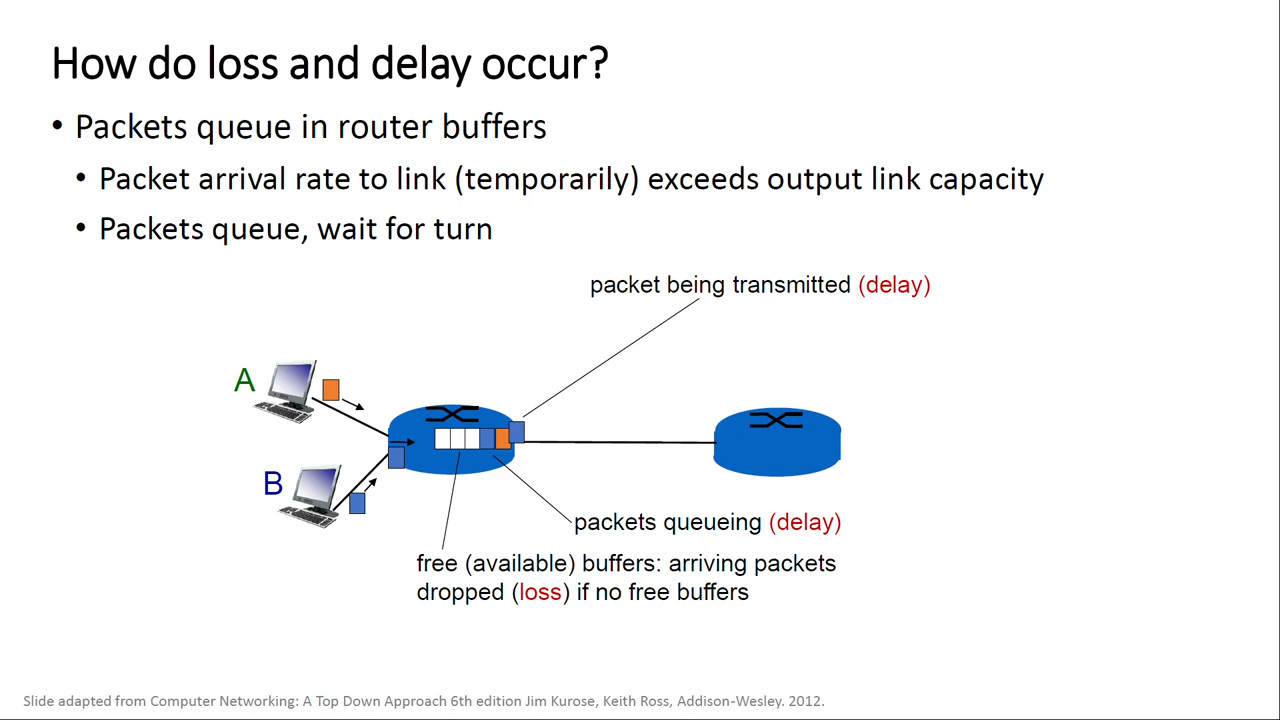 How do loss and delay occur?
• Packets queue in router buffers
• Packet arrival rate to link (temporarily) exceeds output link capacity
• Packets queue, wait for turn
packet being transmitted (delay)
A
B
packets queueing (delay)
free (available) buffers: arriving packets
dropped (loss) if no free buffers
Slide adapted from Computer Networking: A Top Down Approach 6th edition Jim Kurose, Keith Ross, Addison-Wesley. 2012.